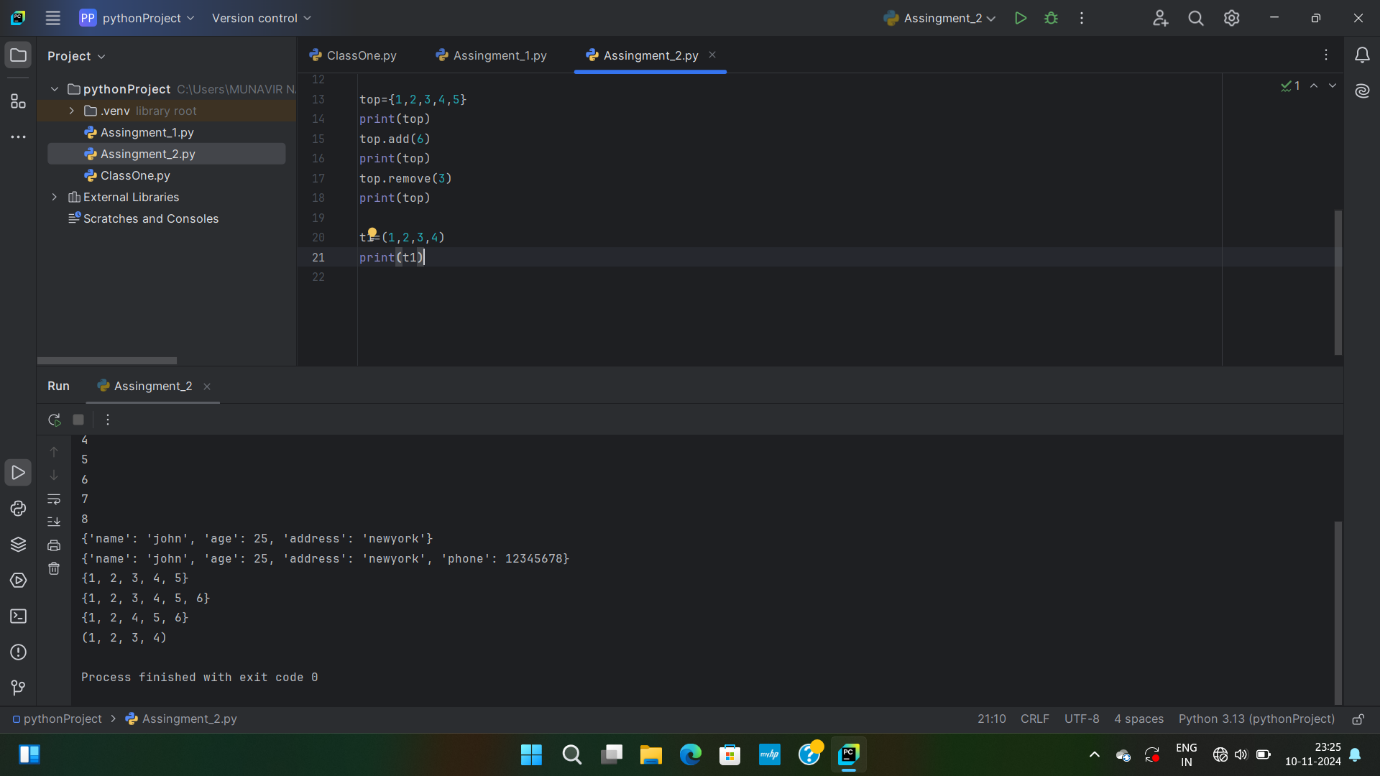 PP pythonProject Version control Assingment_2
Project
ClassOne.py Assingment_1.py Assingment_2.py
pythonProject C:\Users\MUNAVIR N
.venv library root
Assingment_1.py
Assingment_2.py
ClassOne.py
External Libraries
Scratches and Consoles
12
1
13 top={1,2,3,4,5}
14 print(top)
15 top.add(6)
16 print(top)
17 top.remove(3)
18 print(top)
19
20 t1=(1,2,3,4)
21 print(t1)
22
Run Assingment_2
4
5
6
7
8
{'name': 'john', 'age': 25, 'address': 'newyork'}
{'name': 'john', 'age': 25, 'address': 'newyork', 'phone': 12345678}
{1, 2, 3, 4, 5}
{1, 2, 3, 4, 5, 6}
{1, 2, 4, 5, 6}
(1, 2, 3, 4)
Process finished with exit code 0
pythonProject > Assingment_2.py 21:10 CRLF UTF-8 4 spaces Python 3.13 (pythonProject)
myhp
ENG
IN
23:25
10-11-2024